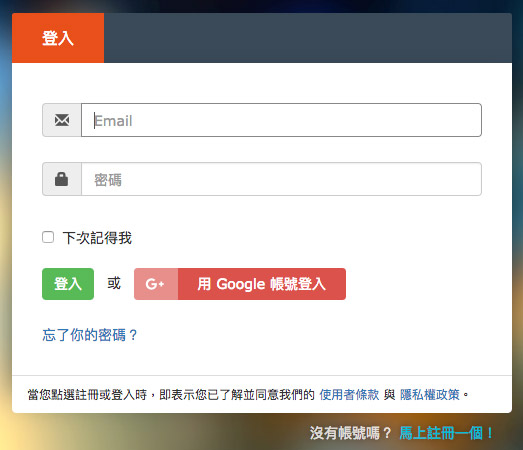 登入
Email
密碼
下次記得我
登入 或 G+ 用 Google 帳號登入
忘了你的密碼？
當您點選註冊或登入時，即表示您已了解並同意我們的 使用者條款 與 隱私權政策。
沒有帳號嗎？ 馬上註冊一個！